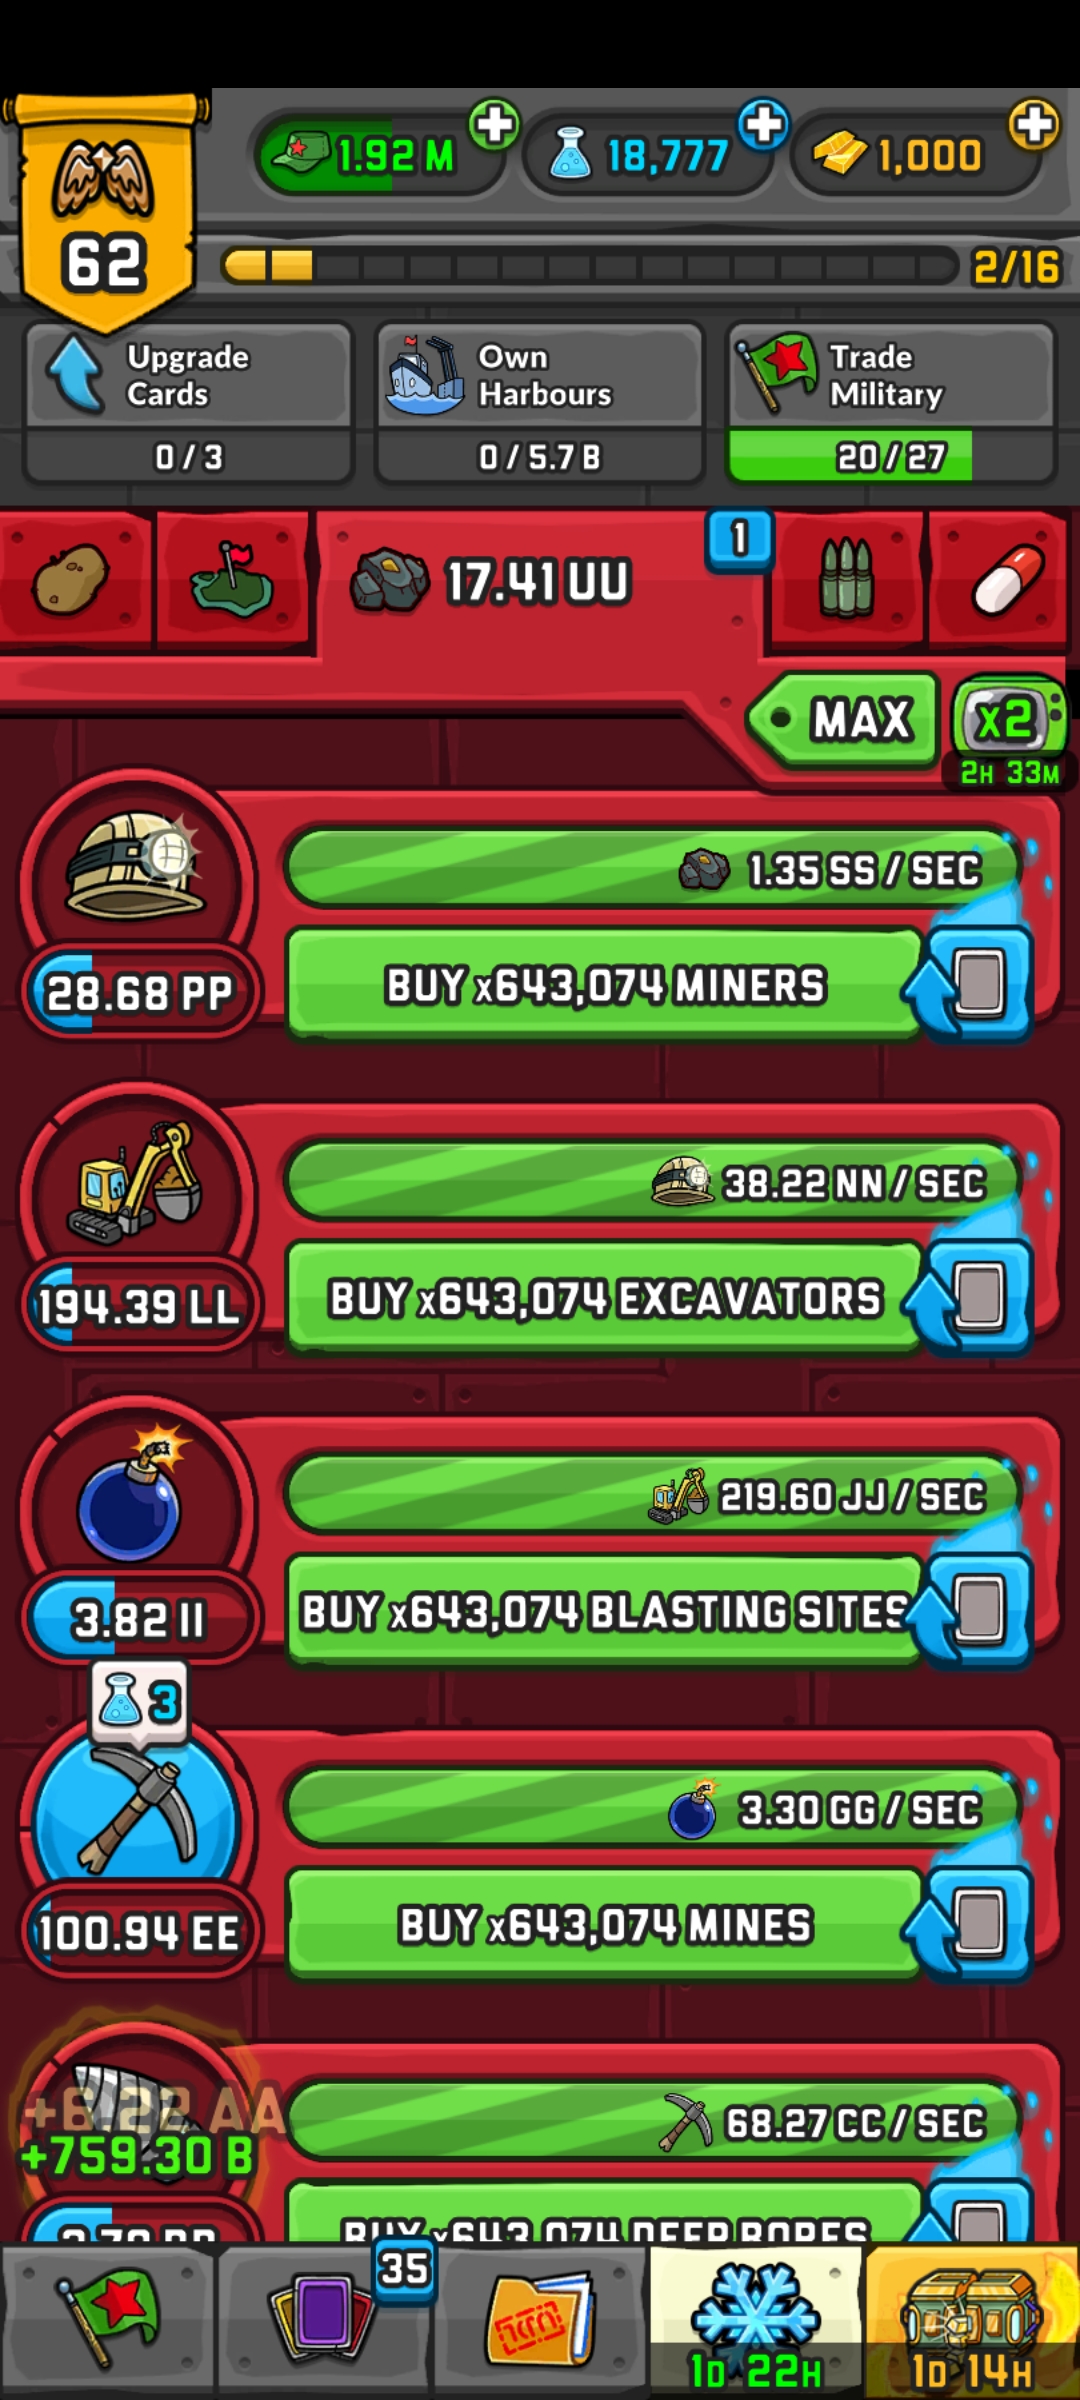 1.92 M
18,777
1,000
62
2/16
Upgrade
Cards
0 / 3
Own
Harbours
0 / 5.7 B
Trade
Military
20 / 27
17.41 UU
1
MAX
x2
2H 33M
1.35 SS / SEC
28.68 PP
BUY x643,074 MINERS
38.22 NN / SEC
194.39 LL
BUY x643,074 EXCAVATORS
219.60 JJ / SEC
3.82 II
BUY x643,074 BLASTING SITES
3
3.30 GG / SEC
100.94 EE
BUY x643,074 MINES
+6.22 AA
+759.30 B
68.27 CC / SEC
BUY x643,074 DEEP BORES
35
1D 22H
1D 14H